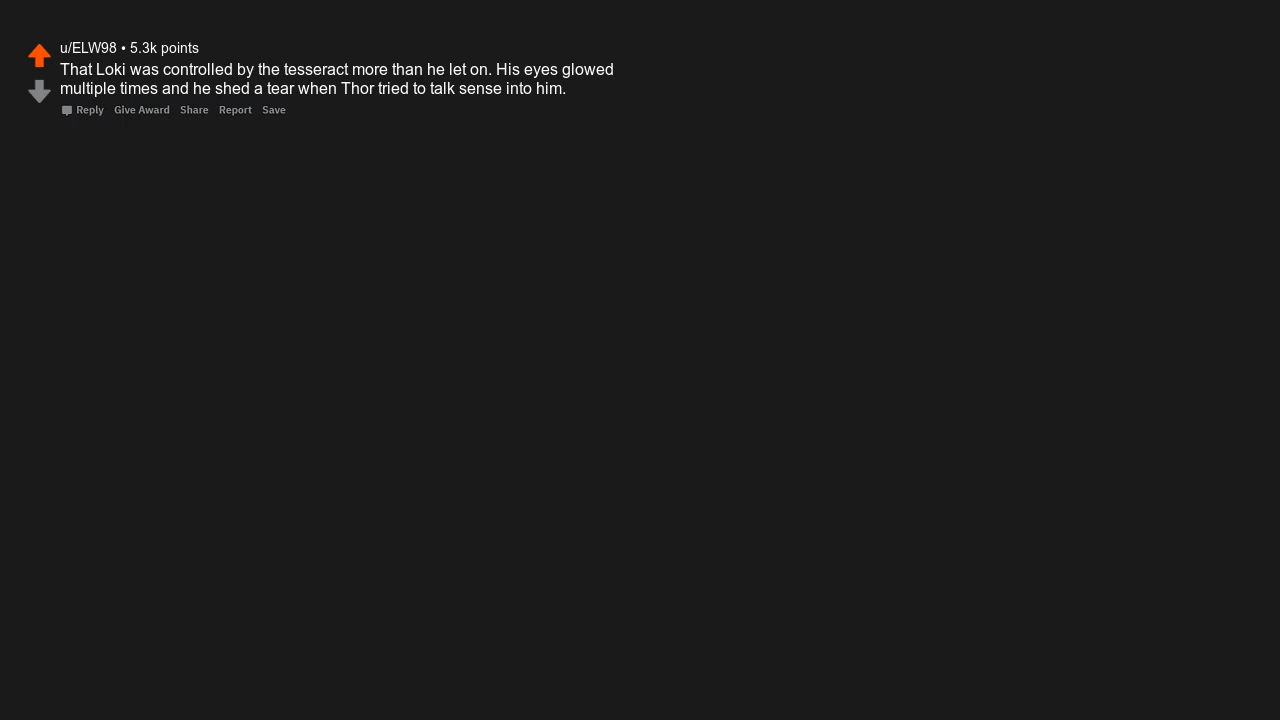 u/ELW98 • 5.3k points
That Loki was controlled by the tesseract more than he let on. His eyes glowed
multiple times and he shed a tear when Thor tried to talk sense into him.
Reply Give Award Share Report Save